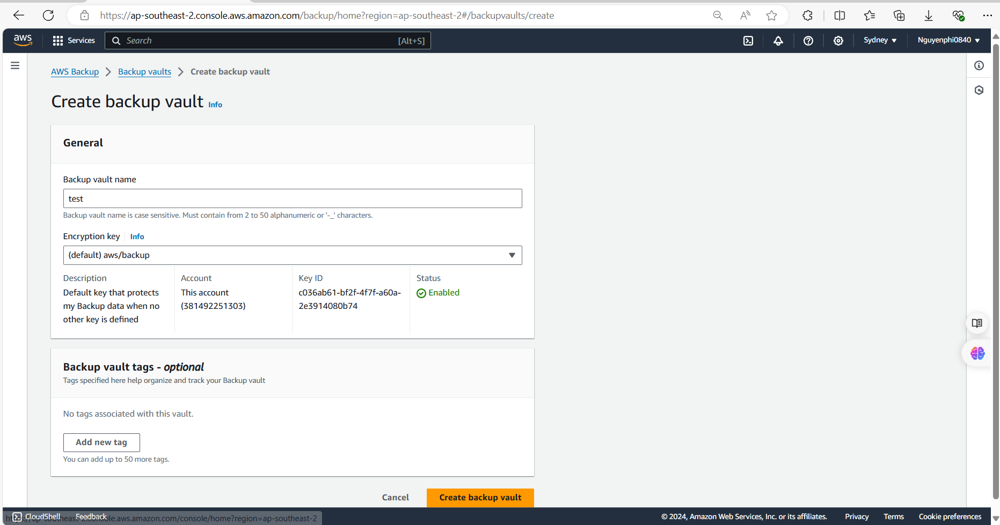 https://ap-southeast-2.console.aws.amazon.com/backup/home?region=ap-southeast-2#/backupvaults/create
aws
Services
Search
[Alt+S]
Sydney
Nguyenphi0840
AWS Backup
Backup vaults
Create backup vault
Create backup vault Info
General
Backup vault name
test
Backup vault name is case sensitive. Must contain from 2 to 50 alphanumeric or '-_' characters.
Encryption key Info
(default) aws/backup
Description
Default key that protects
my Backup data when no
other key is defined
Account
This account
(381492251303)
Key ID
c036ab61-bf2f-4f7f-a60a-
2e3914080b74
Status
Enabled
Backup vault tags - optional
Tags specified here help organize and track your Backup vault
No tags associated with this vault.
Add new tag
You can add up to 50 more tags.
Cancel
Create backup vault
CloudShell
Feedback
https://ap-southeast-2.console.aws.amazon.com/console/home?region=ap-southeast-2
© 2024, Amazon Web Services, Inc. or its affiliates.
Privacy
Terms
Cookie preferences